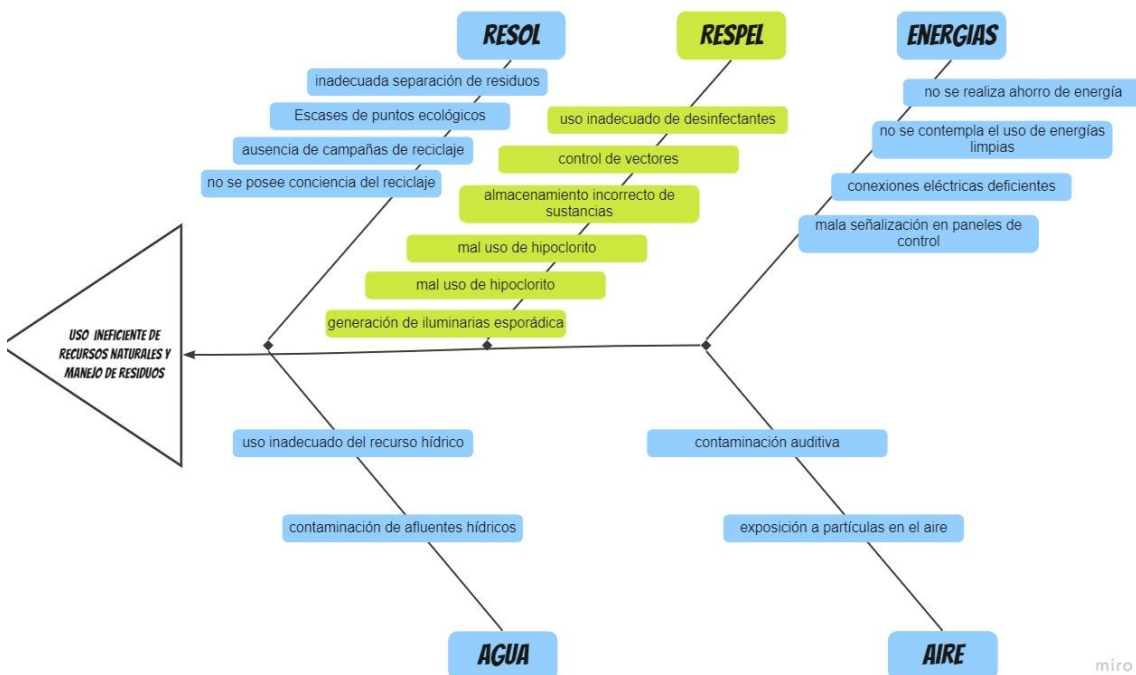 RESOL
RESPEL
ENERGIAS
inadecuada separación de residuos
Escases de puntos ecológicos
ausencia de campañas de reciclaje
no se posee conciencia del reciclaje
uso inadecuado de desinfectantes
control de vectores
almacenamiento incorrecto de
sustancias
mal uso de hipoclorito
mal uso de hipoclorito
generación de iluminarias esporádica
no se realiza ahorro de energía
no se contempla el uso de energías
limpias
conexiones eléctricas deficientes
mala señalización en paneles de
control
USO INEFICIENTE DE
RECURSOS NATURALES Y
MANEJO DE RESIDUOS
uso inadecuado del recurso hídrico
contaminación de afluentes hídricos
contaminación auditiva
exposición a partículas en el aire
AGUA
AIRE
miro